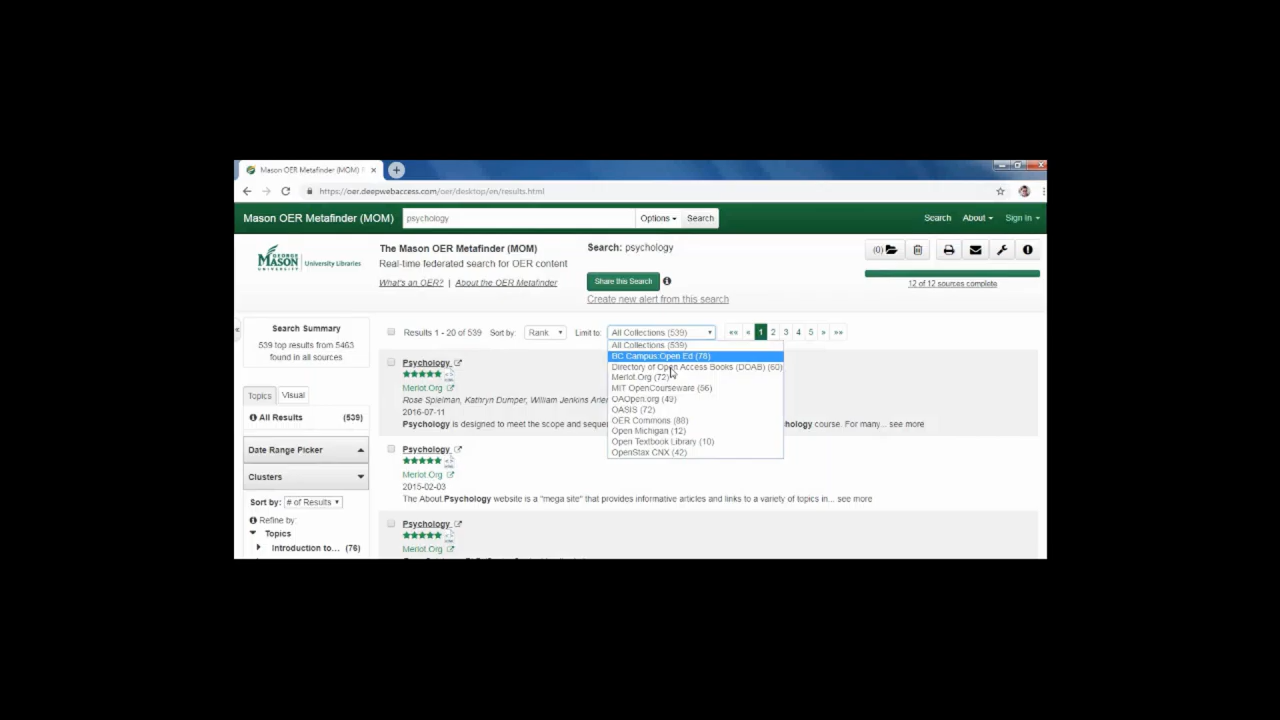 Mason OER Metafinder (MOM)
https://oer.deepwebaccess.com/oer/desktop/en/results.html
Mason OER Metafinder (MOM)
psychology
Options
Search
Search
About
Sign In
GEORGE MASON UNIVERSITY
University Libraries
The Mason OER Metafinder (MOM)
Real-time federated search for OER content
What's an OER? | About the OER Metafinder
Search: psychology
Share this Search
Create new alert from this search
(0)
12 of 12 sources complete
Search Summary
539 top results from 5463
found in all sources
Topics
Visual
All Results (539)
Date Range Picker
Clusters
Sort by: # of Results
Refine by:
Topics
Introduction to... (76)
Results 1 - 20 of 539
Sort by: Rank
Limit to: All Collections (539)
«« « 1 2 3 4 5 » »»
All Collections (539)
BC Campus Open Ed (78)
Directory of Open Access Books (DOAB) (60)
Merlot.Org (72)
MIT OpenCourseware (56)
OAOpen.org (49)
OASIS (72)
OER Commons (88)
Open Michigan (12)
Open Textbook Library (10)
OpenStax CNX (42)
Psychology
Merlot.Org
Rose Spielman, Kathryn Dumper, William Jenkins Arle
2016-07-11
Psychology is designed to meet the scope and seque
chology course. For many... see more
Psychology
Merlot.Org
2015-02-03
The About.Psychology website is a "mega site" that provides informative articles and links to a variety of topics in... see more
Psychology
Merlot.Org